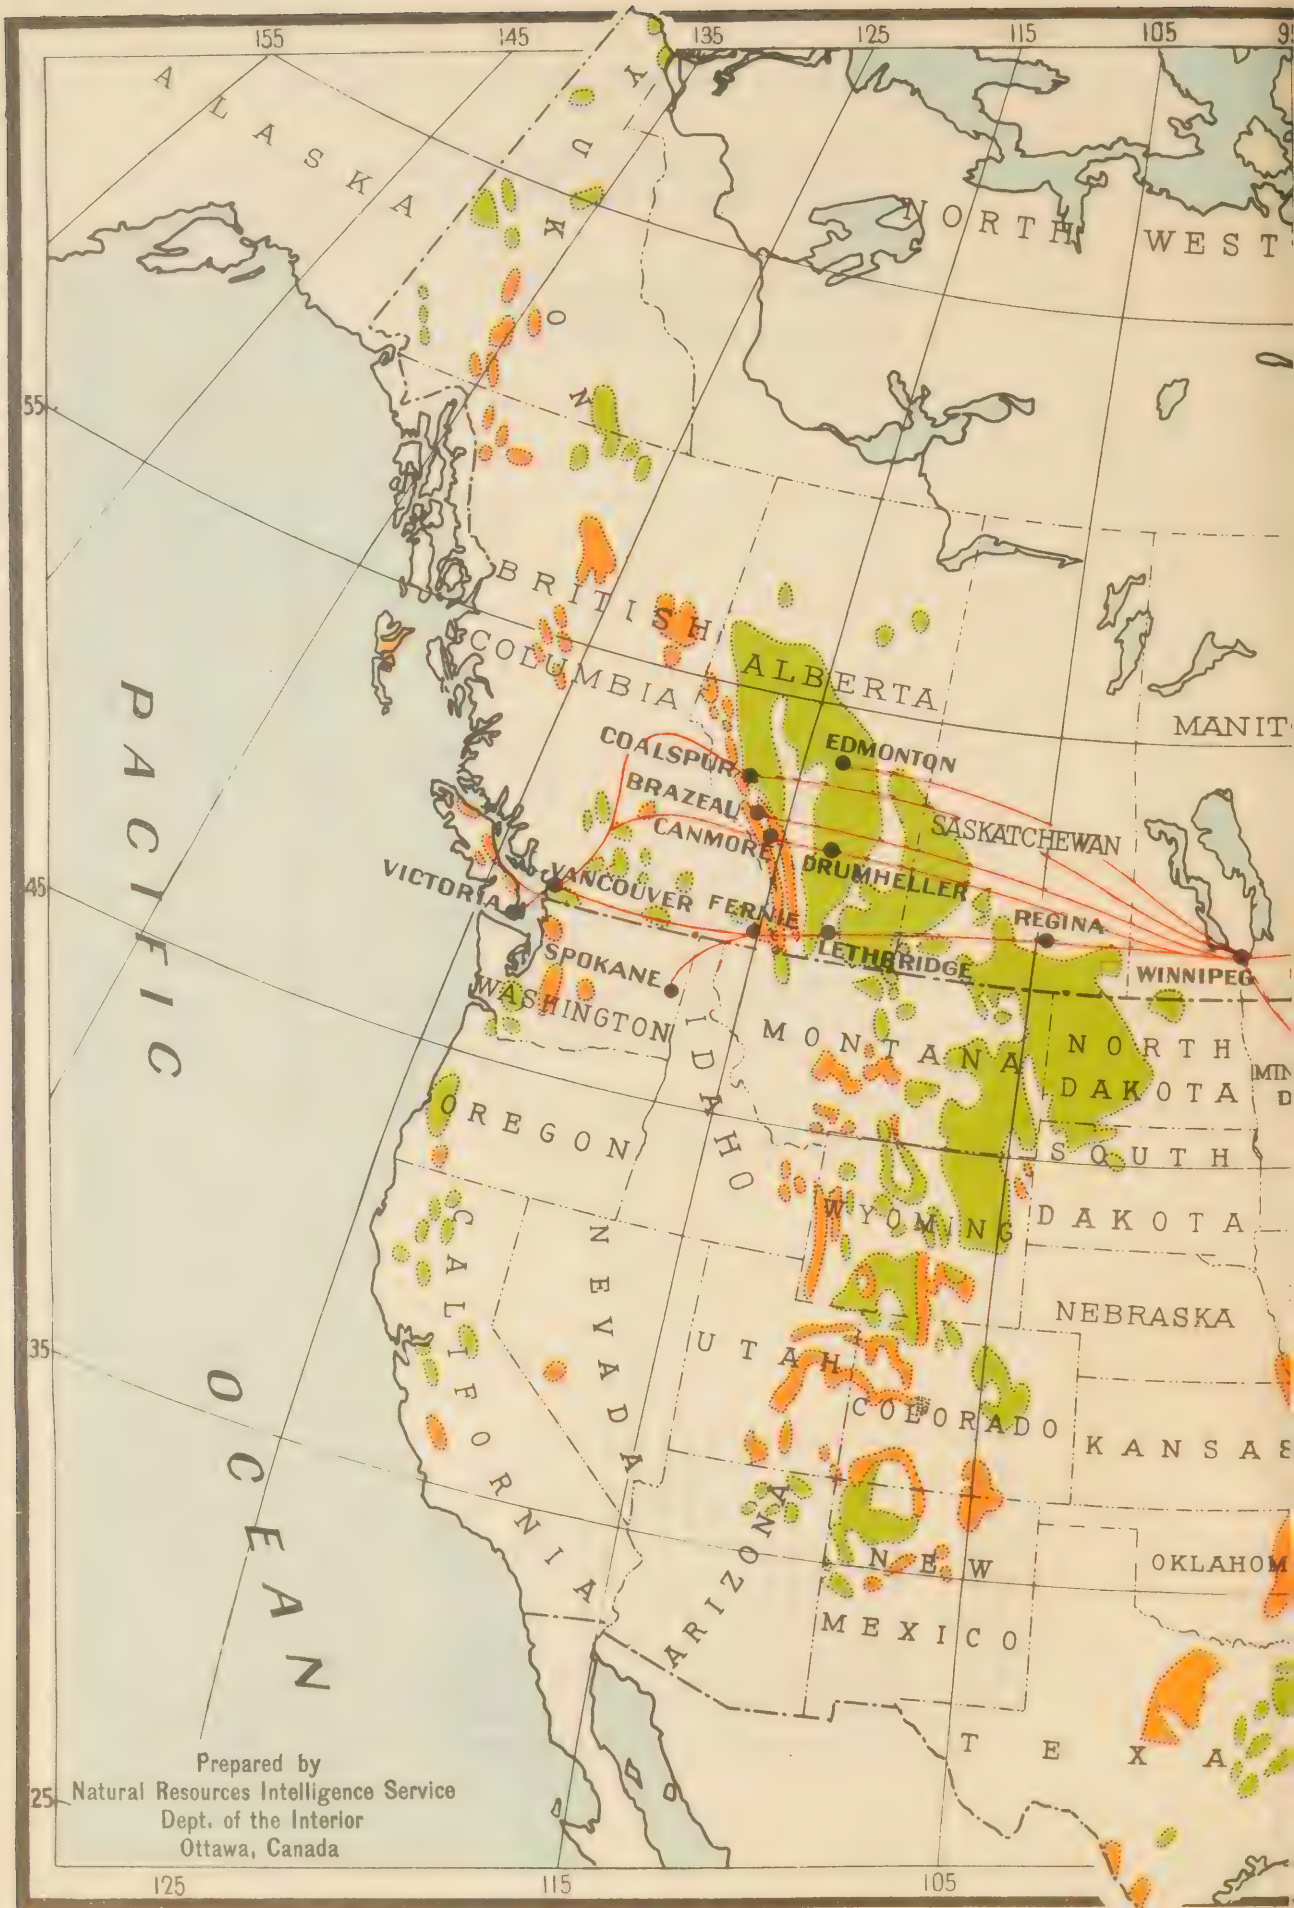 155 145 135 125 115 105 95
ALASKA
YUKON
NORTH WEST
55
BRITISH
COLUMBIA
ALBERTA
MANIT
COALSPUR
EDMONTON
BRAZEAU
SASKATCHEWAN
CANMORE
DRUMHELLER
VICTORIA
VANCOUVER
FERNIE
REGINA
45
SPOKANE
LETHBRIDGE
WINNIPEG
WASHINGTON
IDAHO
MONTANA
NORTH
DAKOTA
MIN
D
OREGON
SOUTH
DAKOTA
WYOMING
PACIFIC
OCEAN
CALIFORNIA
NEVADA
NEBRASKA
35
UTAH
COLORADO
KANSAS
ARIZONA
NEW
MEXICO
OKLAHOM
TEXA
Prepared by
Natural Resources Intelligence Service
Dept. of the Interior
Ottawa, Canada
25
125 115 105